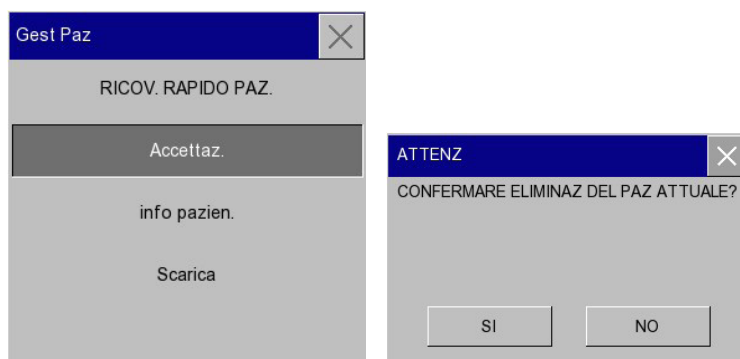 Gest Paz
RICOV. RAPIDO PAZ.
Accettaz.
info pazien.
Scarica
ATTENZ
CONFERMARE ELIMINAZ DEL PAZ ATTUALE?
SI
NO